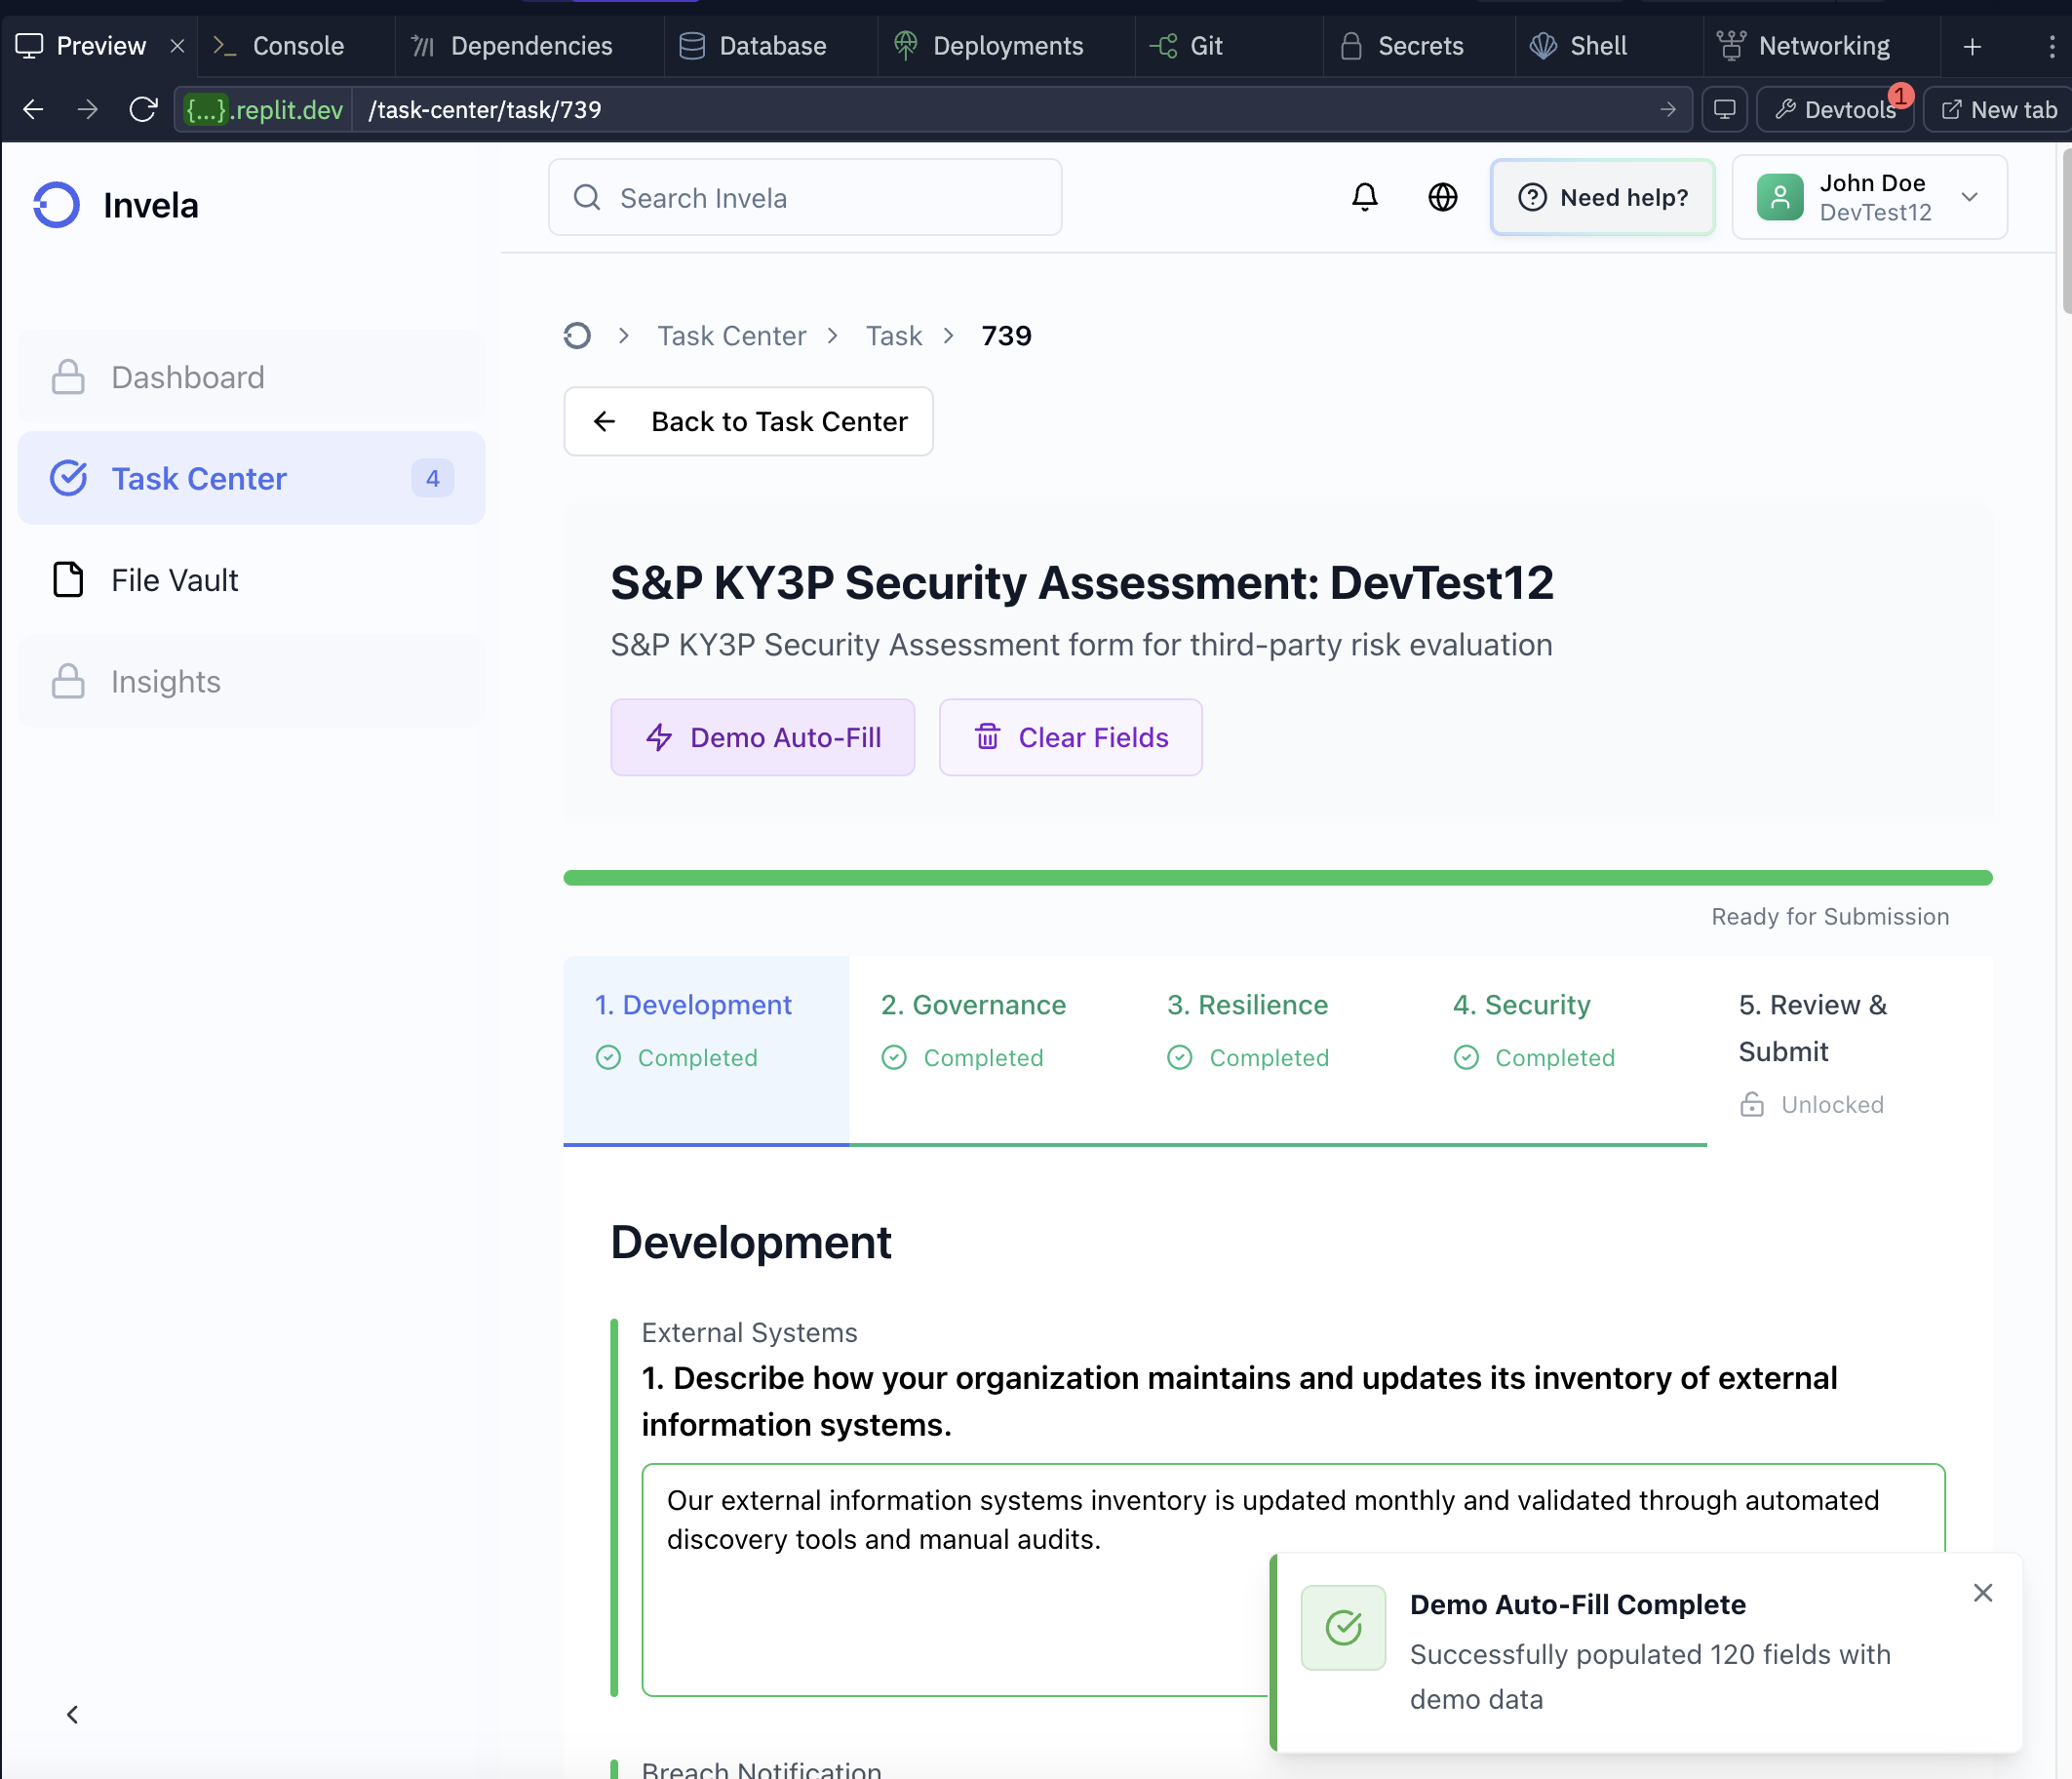 Preview
Console
Dependencies
Database
Deployments
Git
Secrets
Shell
Networking
{...}.replit.dev
/task-center/task/739
Devtools
1
New tab
Invela
Search Invela
Need help?
John Doe
DevTest12
Dashboard
Task Center
4
File Vault
Insights
Task Center
Task
739
Back to Task Center
S&P KY3P Security Assessment: DevTest12
S&P KY3P Security Assessment form for third-party risk evaluation
Demo Auto-Fill
Clear Fields
Ready for Submission
1. Development
Completed
2. Governance
Completed
3. Resilience
Completed
4. Security
Completed
5. Review &
Submit
Unlocked
Development
External Systems
1. Describe how your organization maintains and updates its inventory of external
information systems.
Our external information systems inventory is updated monthly and validated through automated
discovery tools and manual audits.
Demo Auto-Fill Complete
Successfully populated 120 fields with
demo data
Breach Notification